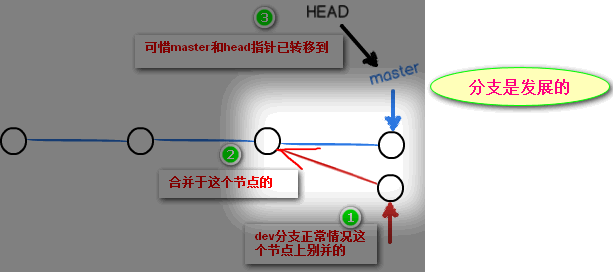 HEAD
3
可惜master和head指针已转移到
master
分支是发展的
2
合并于这个节点的
1
dev分支正常情况这
个节点上别并的